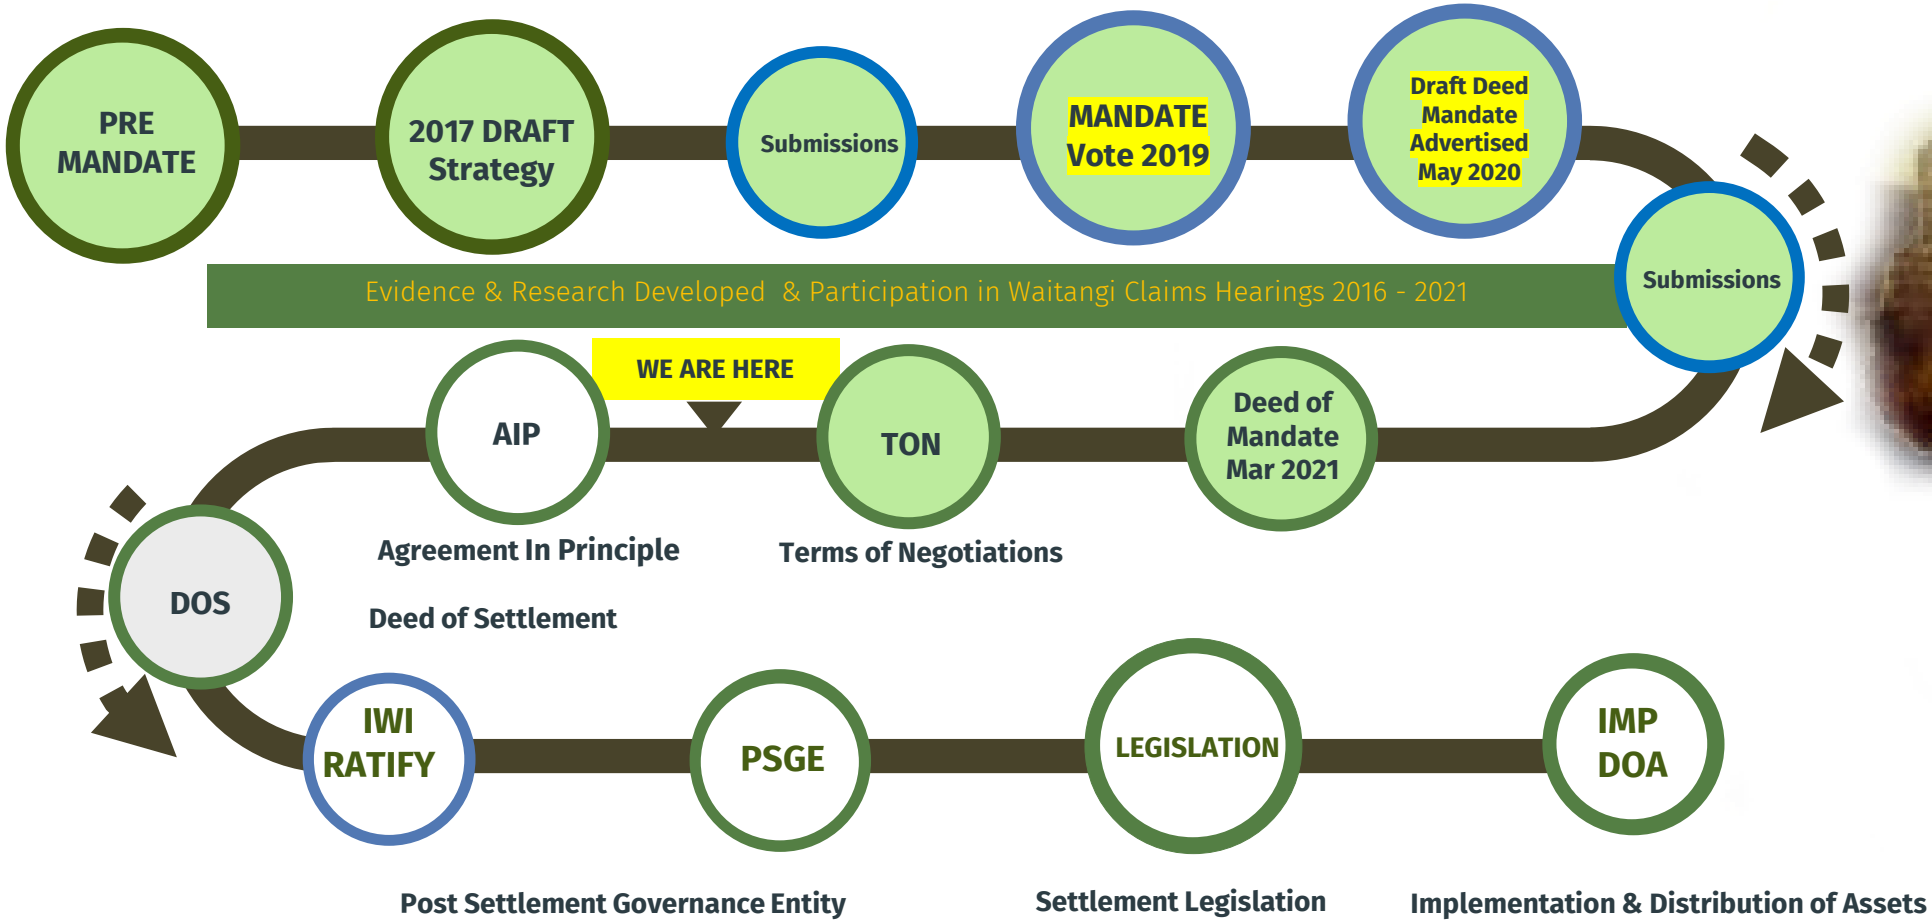 PRE
MANDATE
2017 DRAFT
Strategy
Submissions
MANDATE
Vote 2019
Draft Deed
Mandate
Advertised
May 2020
Submissions
Evidence & Research Developed  & Participation in Waitangi Claims Hearings 2016 - 2021
WE ARE HERE
AIP
TON
Deed of
Mandate
Mar 2021
Agreement In Principle
Terms of Negotiations
DOS
Deed of Settlement
IWI
RATIFY
PSGE
LEGISLATION
IMP
DOA
Post Settlement Governance Entity
Settlement Legislation
Implementation & Distribution of Assets